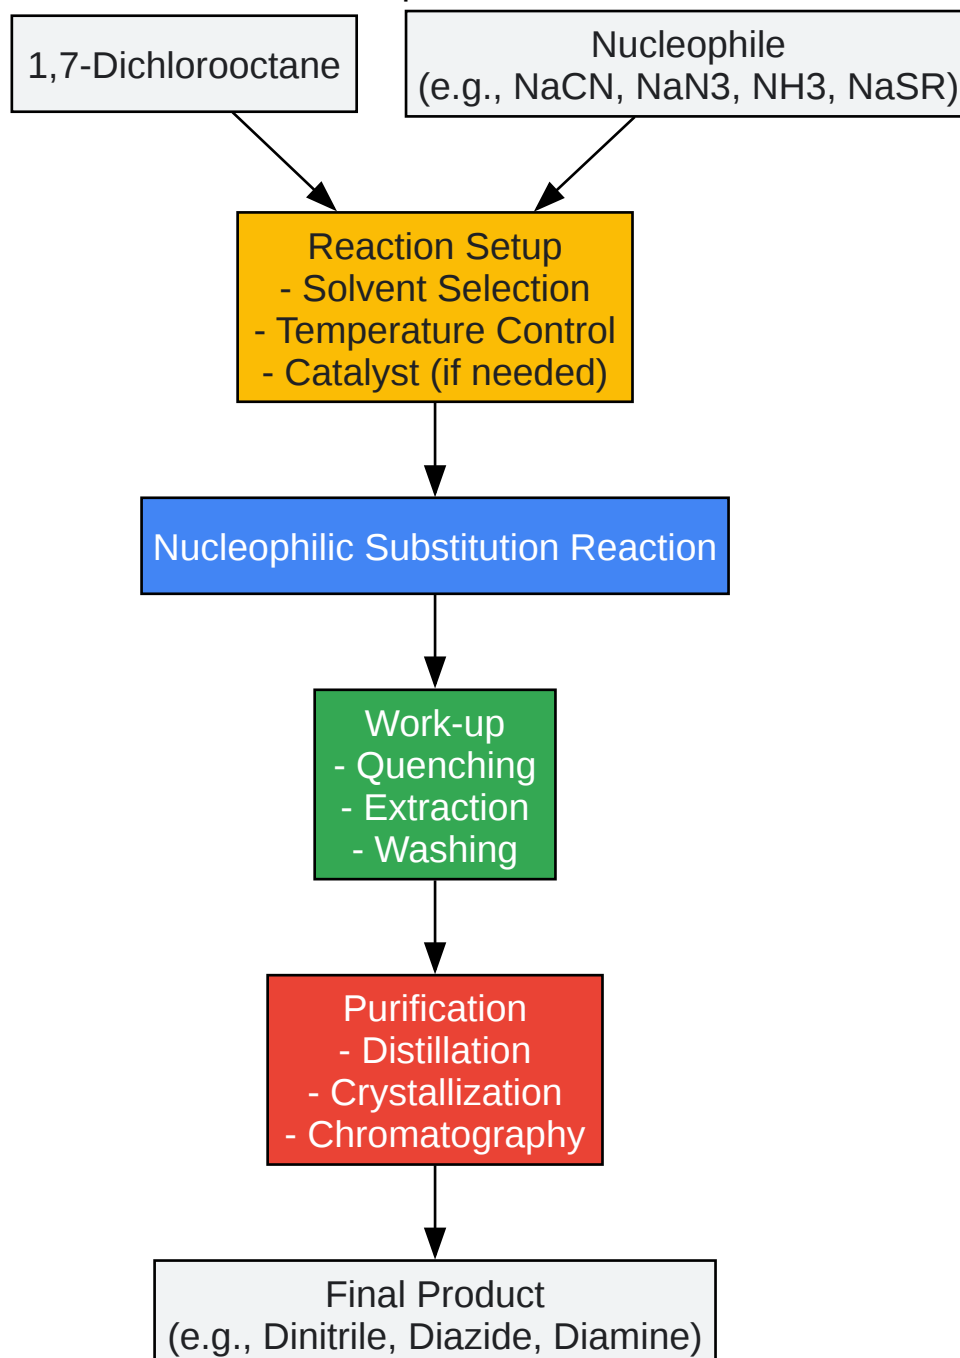 1,7-Dichlorooctane
Nucleophile
(e.g., NaCN, NaN3, NH3, NaSR)
Reaction Setup
- Solvent Selection
- Temperature Control
- Catalyst (if needed)
Nucleophilic Substitution Reaction
Work-up
- Quenching
- Extraction
- Washing
Purification
- Distillation
- Crystallization
- Chromatography
Final Product
(e.g., Dinitrile, Diazide, Diamine)